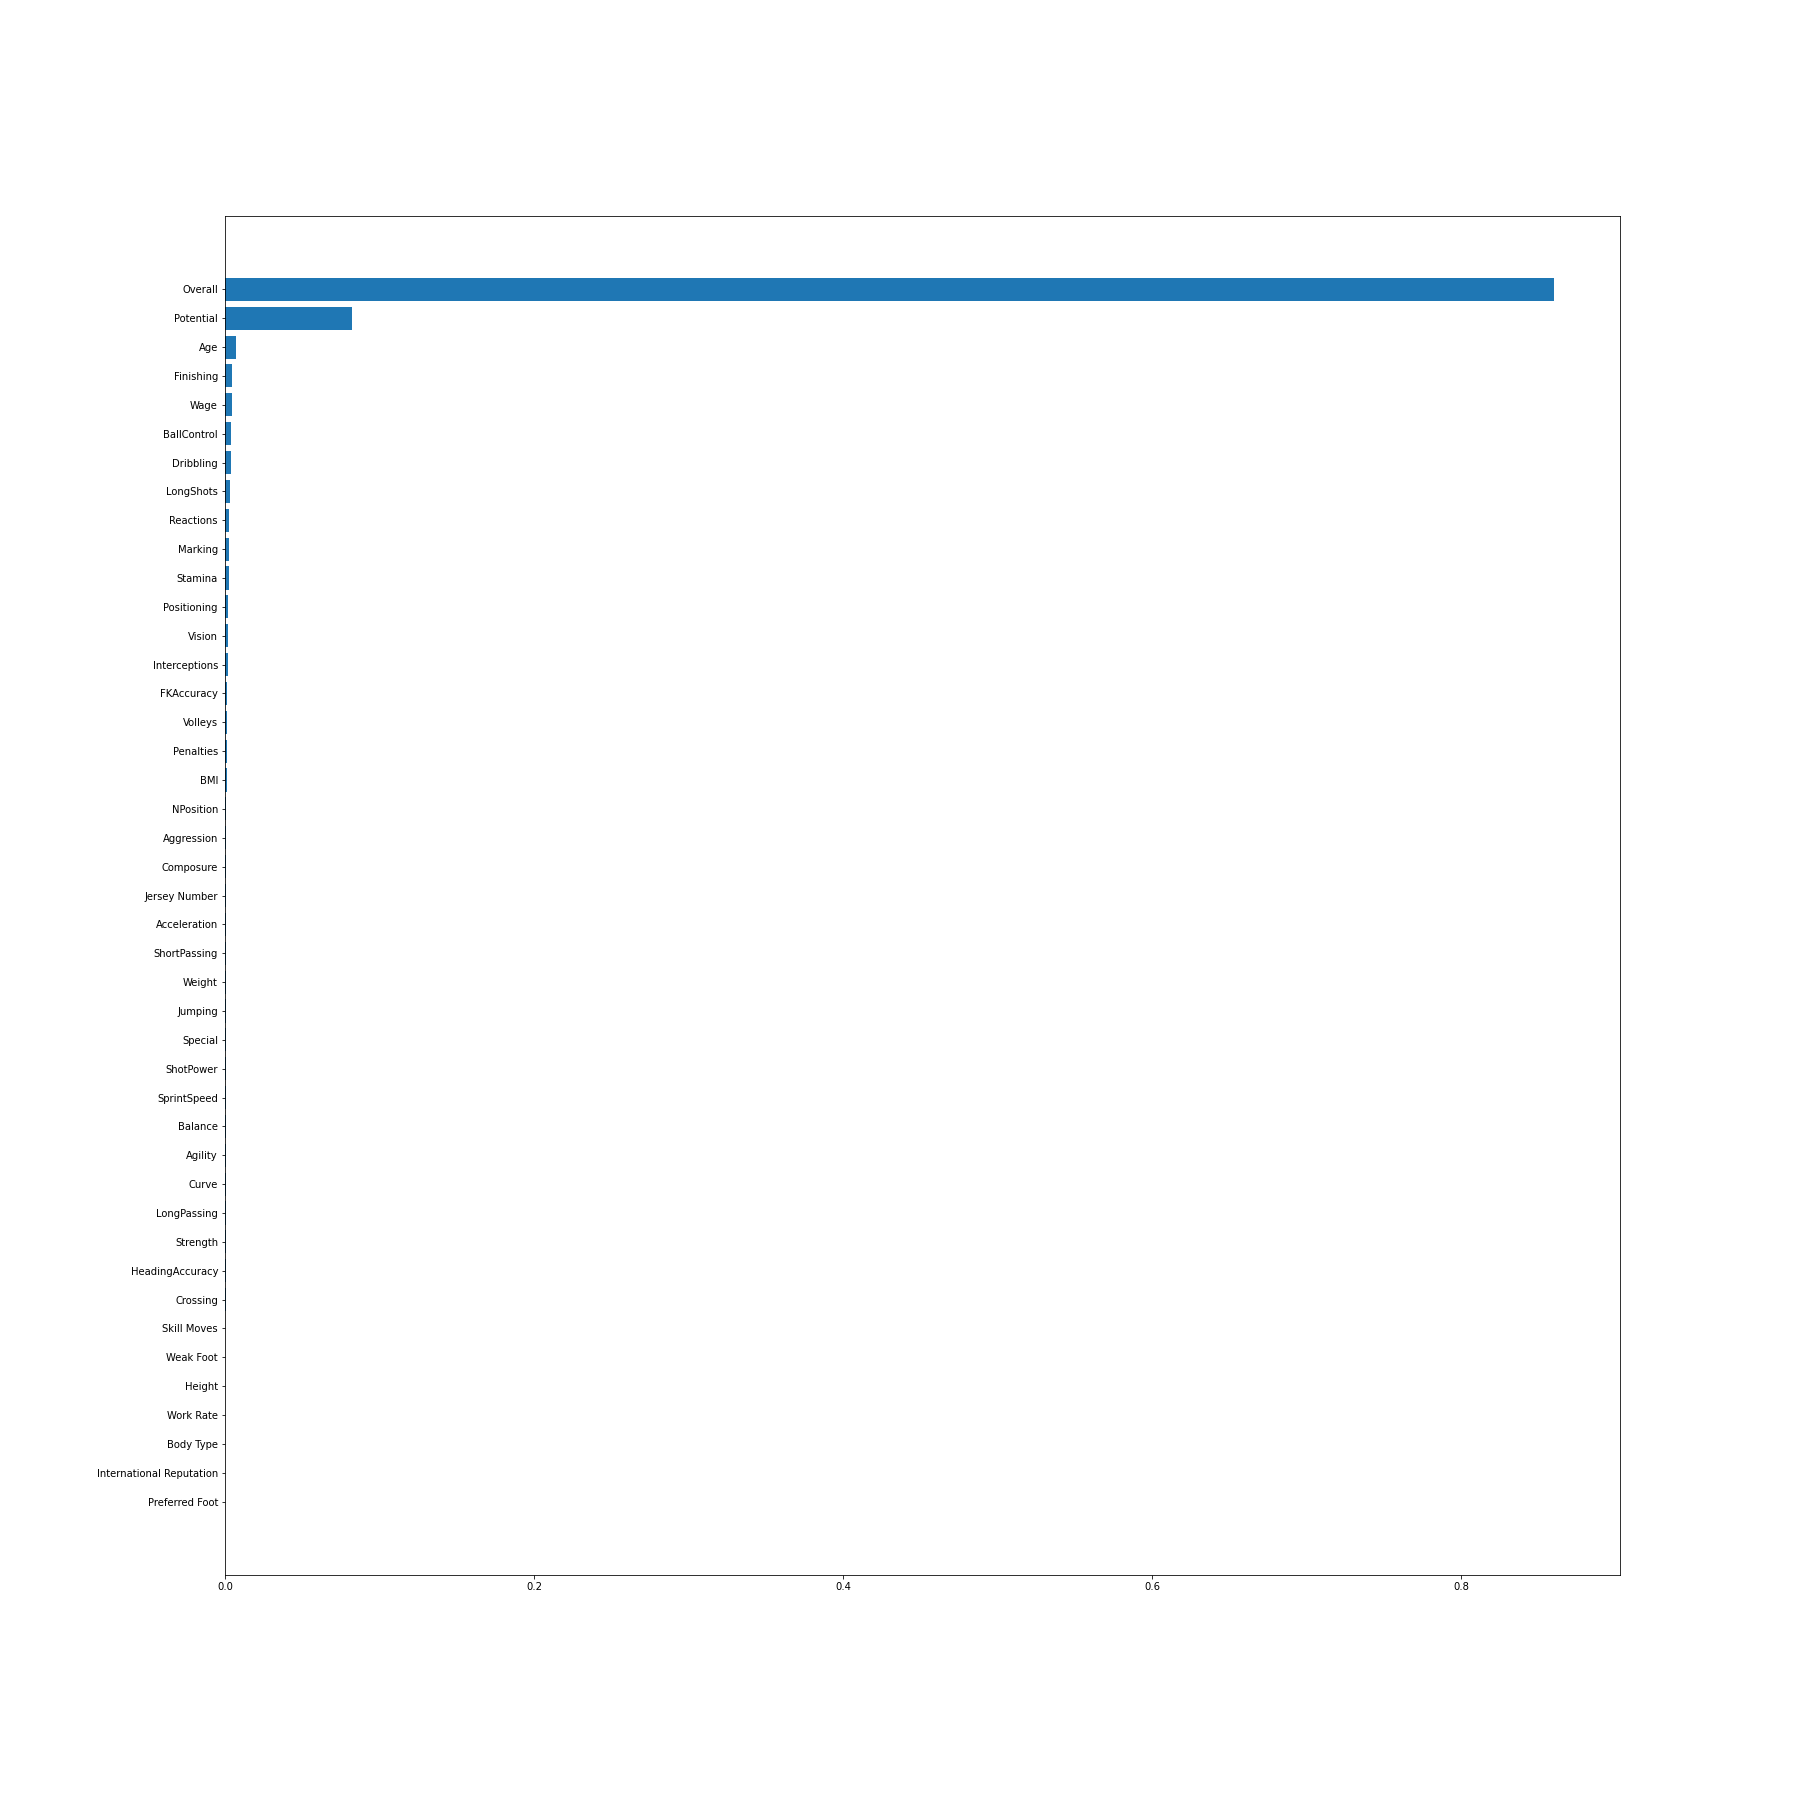 Overall
Potential
Age
Finishing
Wage
BallControl
Dribbling
LongShots
Reactions
Marking
Stamina
Positioning
Vision
Interceptions
FKAccuracy
Volleys
Penalties
BMI
NPosition
Aggression
Composure
Jersey Number
Acceleration
ShortPassing
Weight
Jumping
Special
ShotPower
SprintSpeed
Balance
Agility
Curve
LongPassing
Strength
HeadingAccuracy
Crossing
Skill Moves
Weak Foot
Height
Work Rate
Body Type
International Reputation
Preferred Foot
0.0 0.2 0.4 0.6 0.8